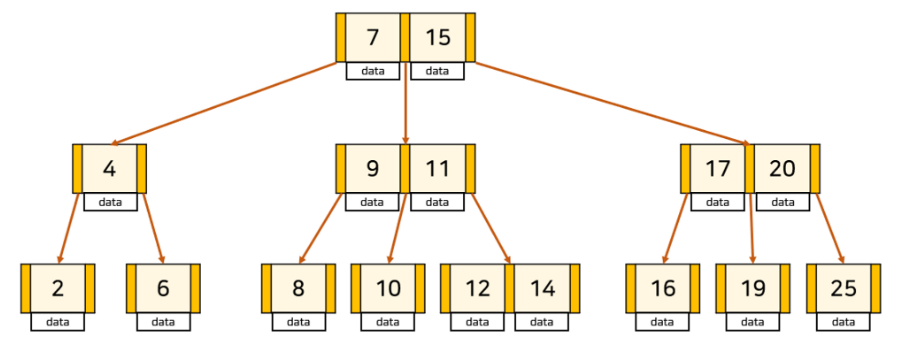 7 15
data data
4 9 11 17 20
data data data data data
2 6 8 10 12 14 16 19 25
data data data data data data data data data